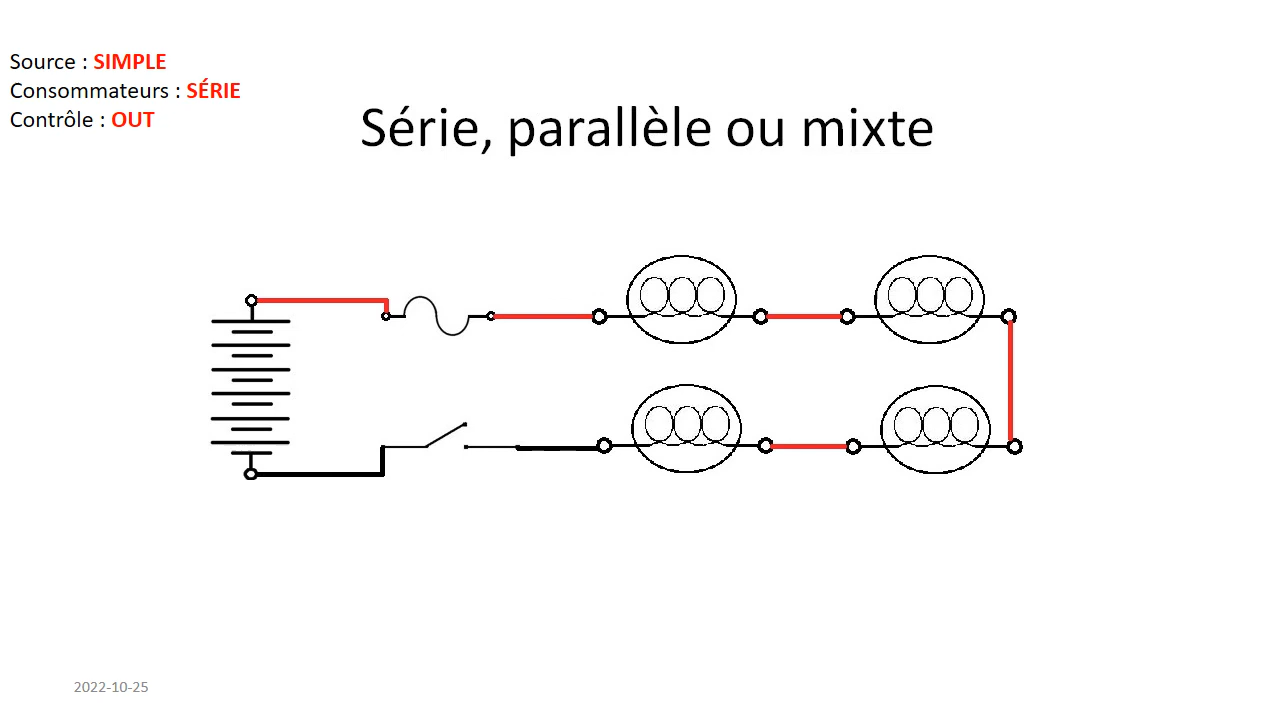 Source : SIMPLE
Consommateurs : SÉRIE
Contrôle : OUT
Série, parallèle ou mixte
2022-10-25